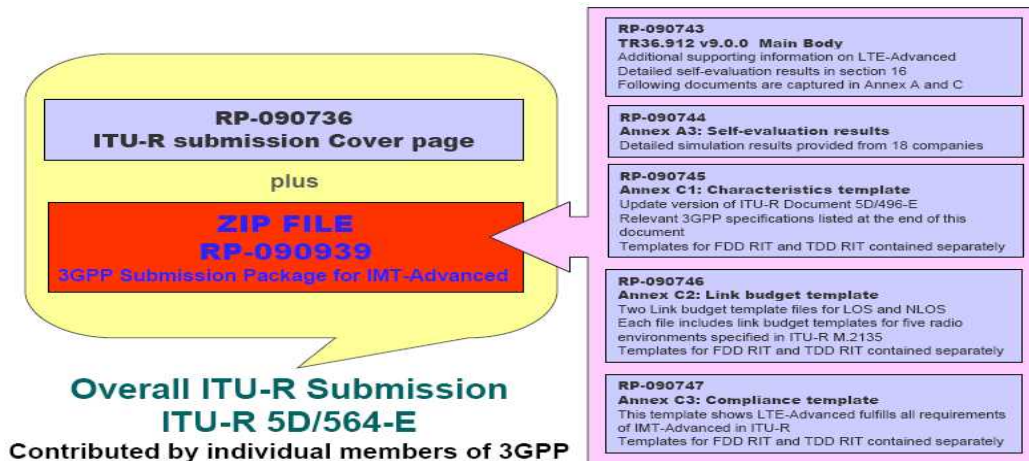 RP-090736
ITU-R submission Cover page
plus
ZIP FILE
RP-090939
3GPP Submission Package for IMT-Advanced
Overall ITU-R Submission
ITU-R 5D/564-E
Contributed by individual members of 3GPP
RP-090743
TR36.912 v9.0.0 Main Body
Additional supporting information on LTE-Advanced
Detailed self-evaluation results in section 16
Following documents are captured in Annex A and C
RP-090744
Annex A3: Self-evaluation results
Detailed simulation results provided from 18 companies
RP-090745
Annex C1: Characteristics template
Update version of ITU-R Document 5D/496-E
Relevant 3GPP specifications listed at the end of this
document
Templates for FDD RIT and TDD RIT contained separately
RP-090746
Annex C2: Link budget template
Two Link budget template files for LOS and NLOS
Each file includes link budget templates for five radio
environments specified in ITU-R M.2135
Templates for FDD RIT and TDD RIT contained separately
RP-090747
Annex C3: Compliance template
This template shows LTE-Advanced fulfills all requirements
of IMT-Advanced in ITU-R
Templates for FDD RIT and TDD RIT contained separately